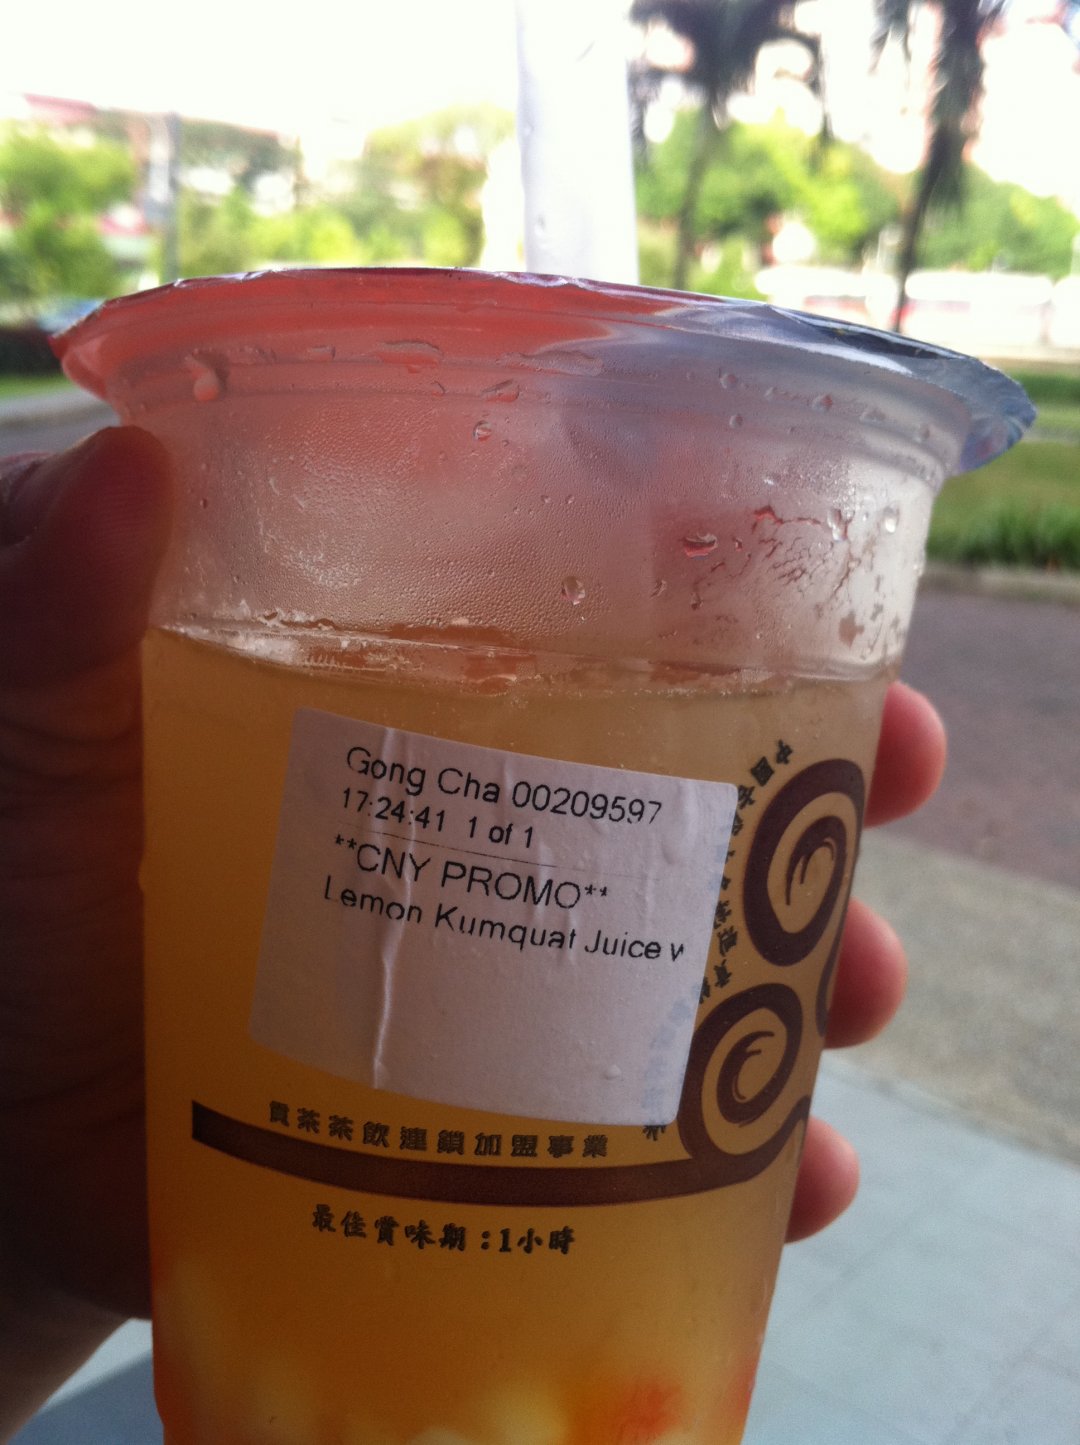 Gong Cha 00209597
17:24:41 1 of 1
**CNY PROMO**
Lemon Kumquat Juice w
貢茶茶飲連鎖加盟事業
最佳賞味期：1小時